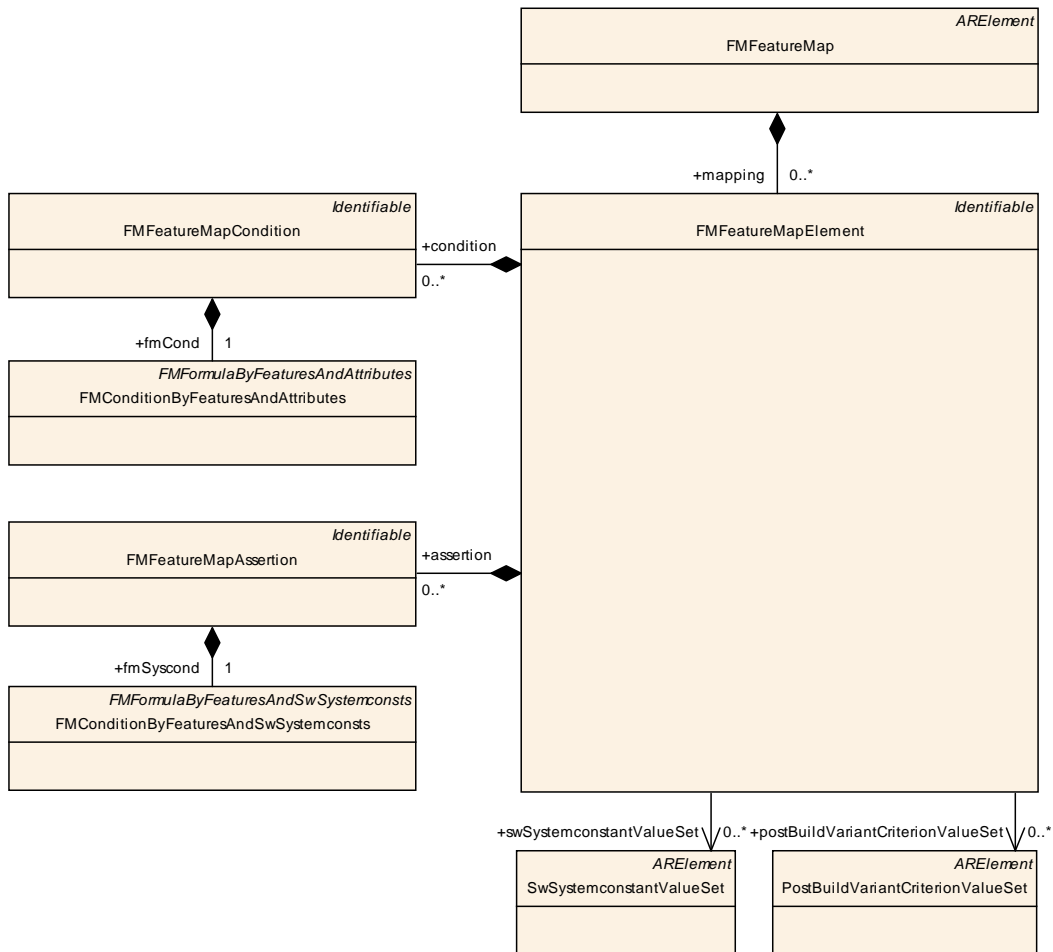 ARElement
FMFeatureMap
+mapping 0..*
Identifiable
FMFeatureMapCondition
Identifiable
FMFeatureMapElement
+condition
0..*
+fmCond 1
FMFormulaByFeaturesAndAttributes
FMConditionByFeaturesAndAttributes
Identifiable
FMFeatureMapAssertion
+assertion
0..*
+fmSyscond 1
FMFormulaByFeaturesAndSwSystemconsts
FMConditionByFeaturesAndSwSystemconsts
+swSystemconstantValueSet 0..* +postBuildVariantCriterionValueSet 0..*
ARElement
SwSystemconstantValueSet
ARElement
PostBuildVariantCriterionValueSet